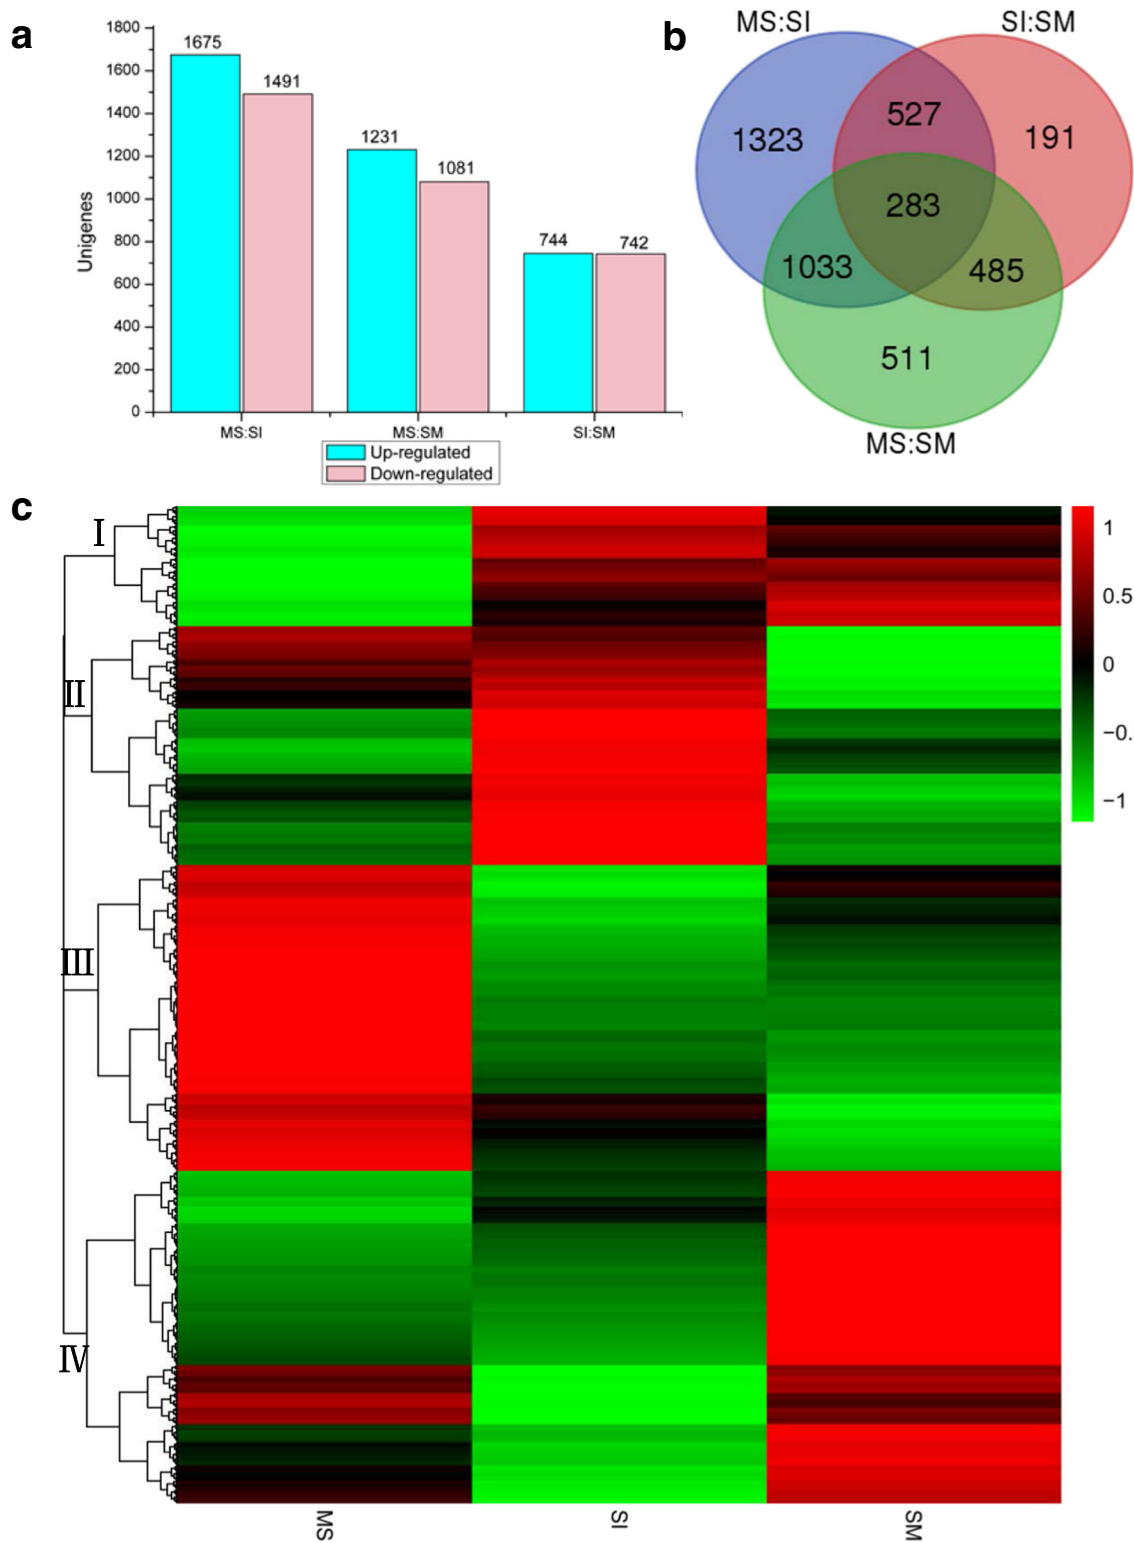 a
1800
1600
1400
1200
1000
800
600
400
200
0
Unigenes
1675
1491
1231
1081
744
742
MS:SI
MS:SM
SI:SM
Up-regulated
Down-regulated
b
MS:SI
SI:SM
1323
527
191
283
1033
485
511
MS:SM
c
I
II
III
IV
1
0.5
0
−0.
−1
MS
SI
SM